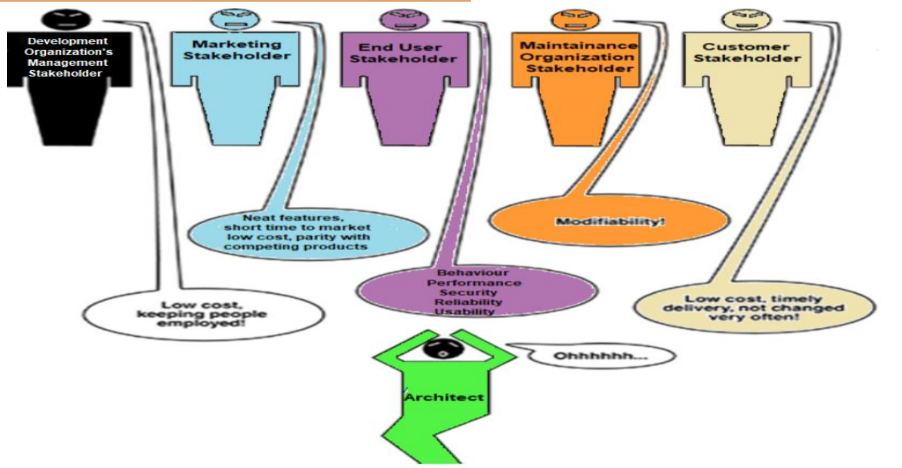 Development
Organization's
Management
Stakeholder
Marketing
Stakeholder
End User
Stakeholder
Maintainance
Organization
Stakeholder
Customer
Stakeholder
Neat features,
short time to market
low cost, parity with
competing products
Modifiability!
Behaviour
Performance
Security
Reliability
Usability
Low cost,
keeping people
employed!
Low cost, timely
delivery, not changed
very often!
Ohhhhhh...
Architect